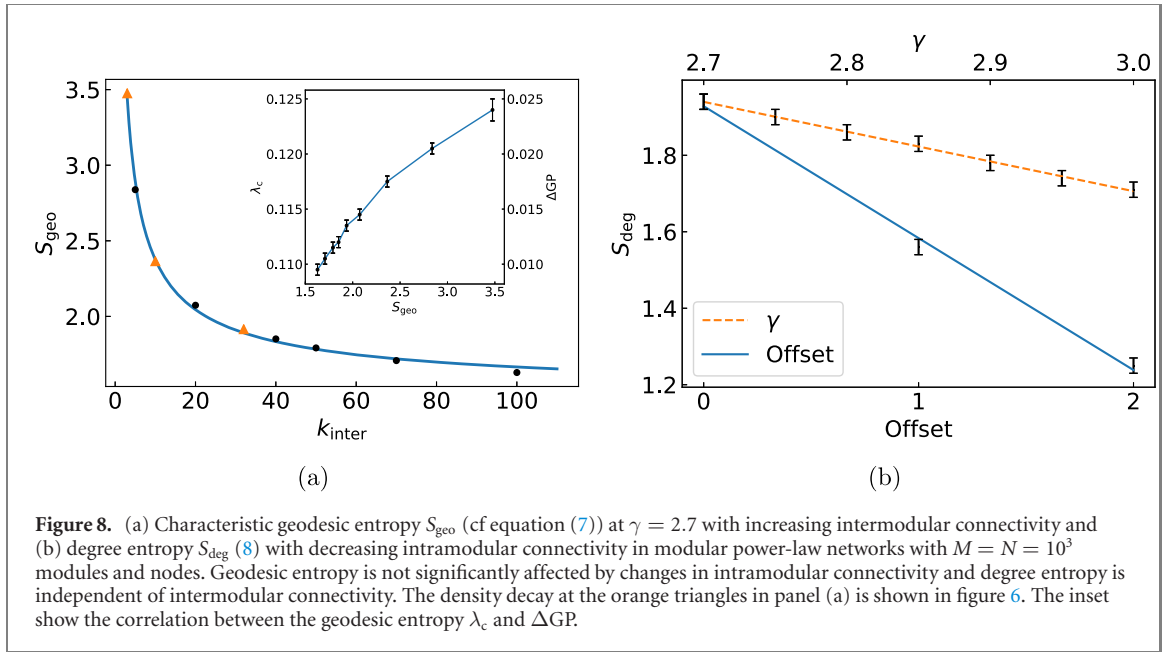 3.5
3.0
2.5
2.0
S_geo
0 20 40 60 80 100
k_inter
0.125
0.120
0.115
0.110
λ_c
0.025
0.020
0.015
0.010
ΔGP
1.5 2.0 2.5 3.0 3.5
S_geo
(a)
γ
2.7 2.8 2.9 3.0
1.8
1.6
1.4
1.2
S_deg
γ
Offset
0 1 2
Offset
(b)
Figure 8. (a) Characteristic geodesic entropy S_geo (cf equation (7)) at γ = 2.7 with increasing intermodular connectivity and
(b) degree entropy S_deg (8) with decreasing intramodular connectivity in modular power-law networks with M = N = 10³
modules and nodes. Geodesic entropy is not significantly affected by changes in intramodular connectivity and degree entropy is
independent of intermodular connectivity. The density decay at the orange triangles in panel (a) is shown in figure 6. The inset
show the correlation between the geodesic entropy λ_c and ΔGP.